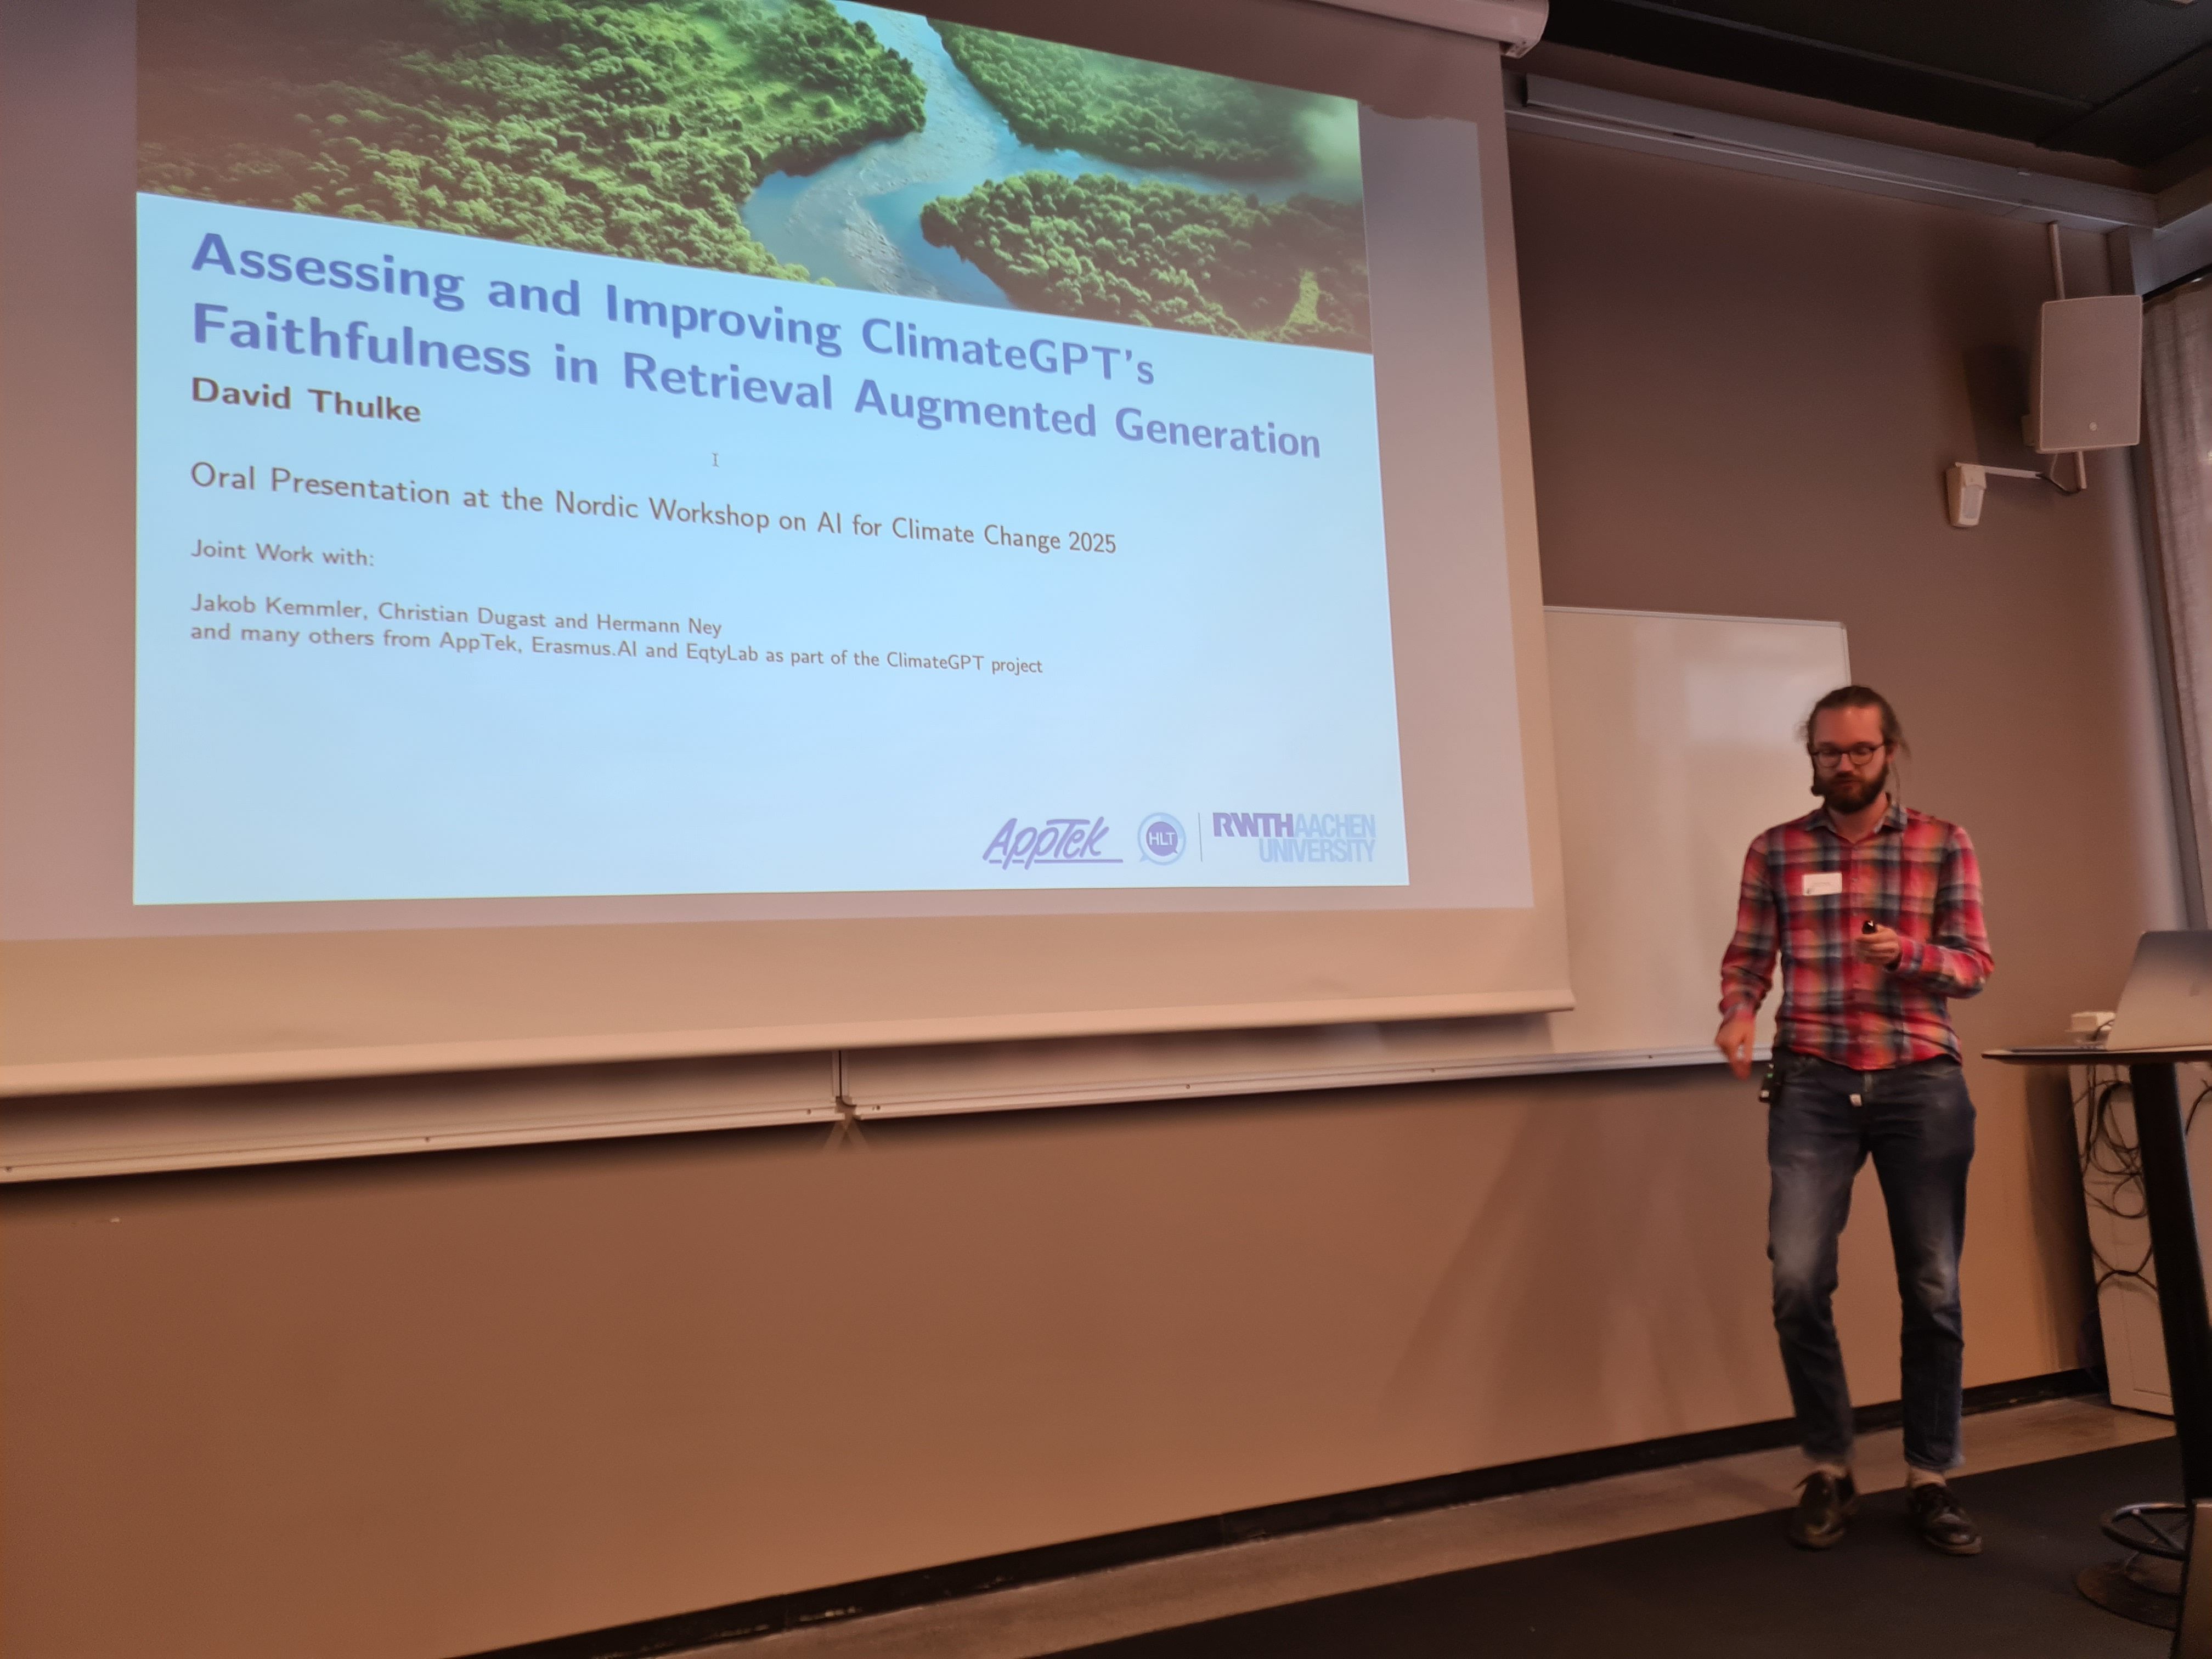 Assessing and Improving ClimateGPT's
Faithfulness in Retrieval Augmented Generation
David Thulke
Oral Presentation at the Nordic Workshop on AI for Climate Change 2025
Joint Work with:
Jakob Kemmler, Christian Dugast and Hermann Ney
and many others from AppTek, Erasmus.AI and EqtyLab as part of the ClimateGPT project
AppTek
HLT
RWTHAACHEN
UNIVERSITY